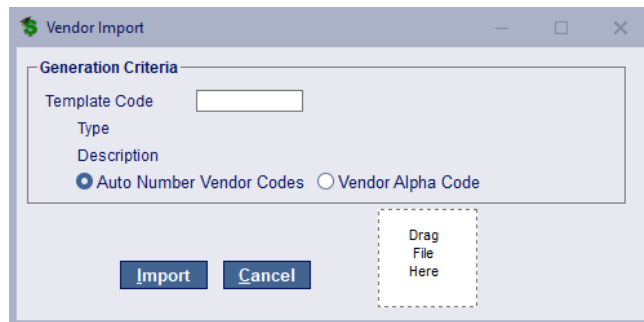 Vendor Import
Generation Criteria
Template Code
Type
Description
Auto Number Vendor Codes Vendor Alpha Code
Drag
File
Here
Import Cancel